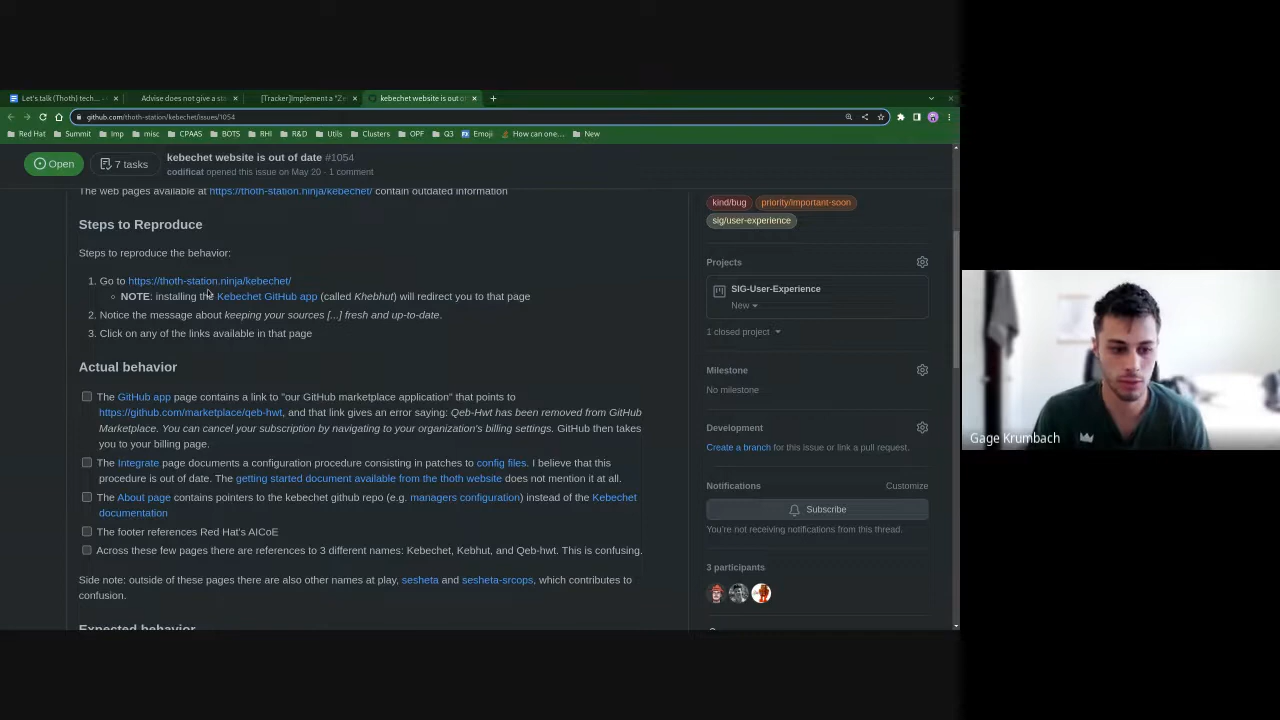 Let's talk (Thoth) tech...
Advise does not give a sta
[Tracker]Implement a "Ze
kebechet website is out of
github.com/thoth-station/kebechet/issues/1054
Red Hat
Summit
Imp
misc
CPAAS
BOTS
RHI
R&D
Utils
Clusters
OPF
Q3
Emoji
How can one...
New
Open
7 tasks
kebechet website is out of date #1054
codificat opened this issue on May 20 · 1 comment
The web pages available at https://thoth-station.ninja/kebechet/ contain outdated information
Steps to Reproduce
Steps to reproduce the behavior:
1. Go to https://thoth-station.ninja/kebechet/
NOTE: installing the Kebechet GitHub app (called Khebhut) will redirect you to that page
2. Notice the message about keeping your sources [...] fresh and up-to-date.
3. Click on any of the links available in that page
Actual behavior
The GitHub app page contains a link to "our GitHub marketplace application" that points to
https://github.com/marketplace/qeb-hwt, and that link gives an error saying: Qeb-Hwt has been removed from GitHub
Marketplace. You can cancel your subscription by navigating to your organization's billing settings. GitHub then takes
you to your billing page.
The Integrate page documents a configuration procedure consisting in patches to config files. I believe that this
procedure is out of date. The getting started document available from the thoth website does not mention it at all.
The About page contains pointers to the kebechet github repo (e.g. managers configuration) instead of the Kebechet
documentation
The footer references Red Hat's AICoE
Across these few pages there are references to 3 different names: Kebechet, Kebhut, and Qeb-hwt. This is confusing.
Side note: outside of these pages there are also other names at play, sesheta and sesheta-srcops, which contributes to
confusion.
Expected behavior
kind/bug
priority/important-soon
sig/user-experience
Projects
SIG-User-Experience
New
1 closed project
Milestone
No milestone
Development
Create a branch for this issue or link a pull request.
Notifications
Customize
Subscribe
You're not receiving notifications from this thread.
3 participants
Gage Krumbach